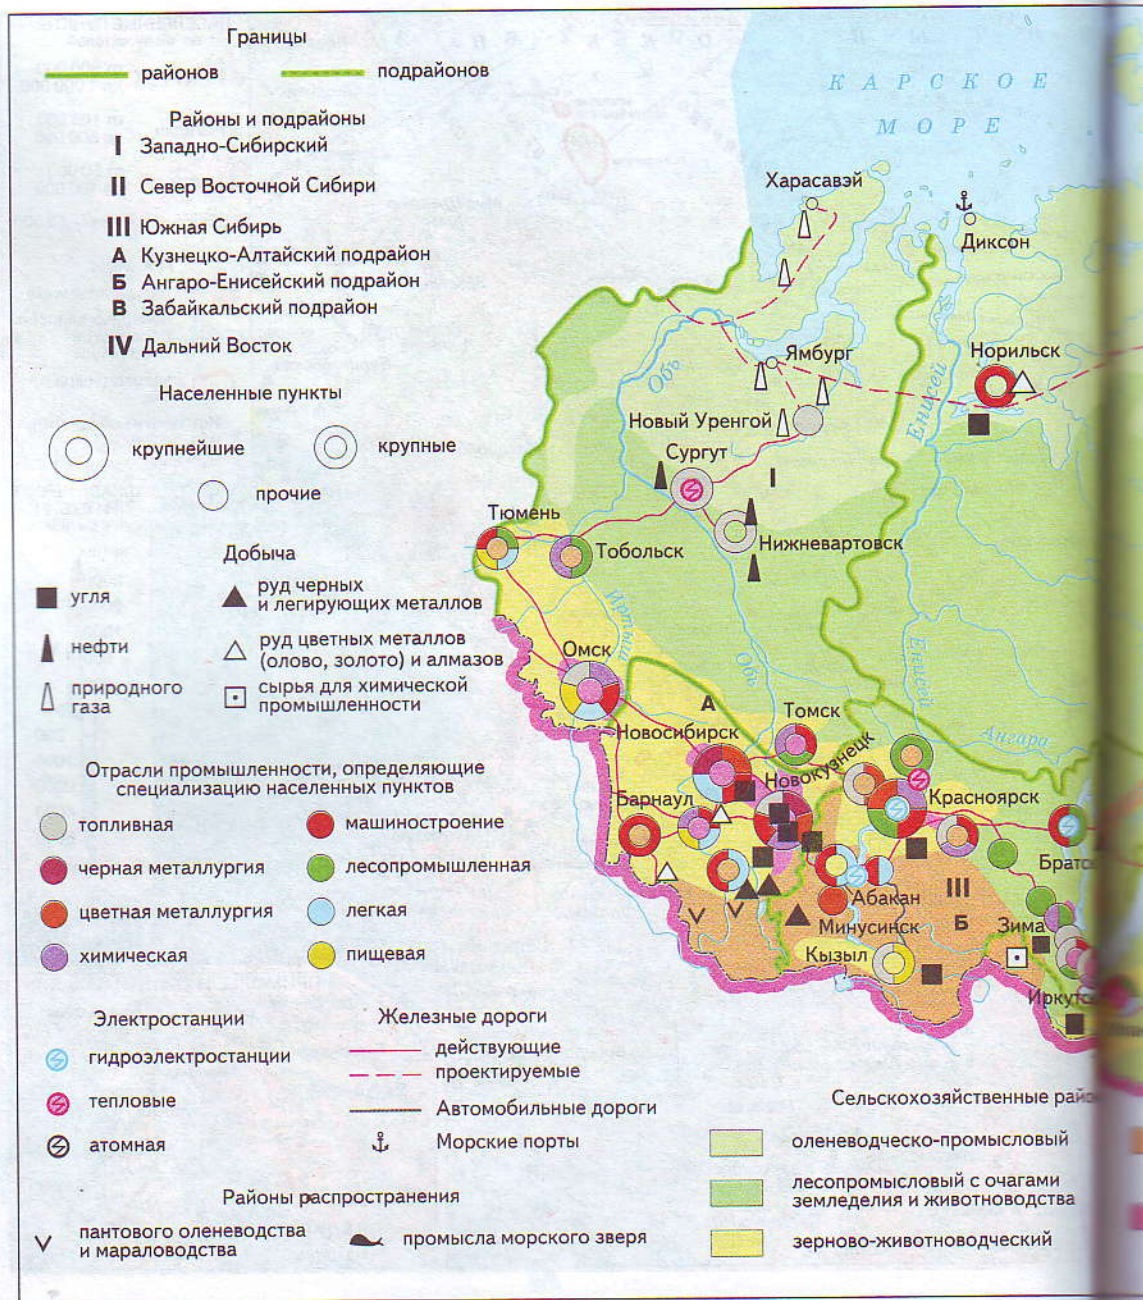 Границы
районов
подрайонов
Районы и подрайоны
I Западно-Сибирский
II Север Восточной Сибири
III Южная Сибирь
А Кузнецко-Алтайский подрайон
Б Ангаро-Енисейский подрайон
В Забайкальский подрайон
IV Дальний Восток
Населенные пункты
крупнейшие
крупные
прочие
Добыча
угля
руд черных
и легирующих металлов
нефти
руд цветных металлов
(олово, золото) и алмазов
природного
газа
сырья для химической
промышленности
Отрасли промышленности, определяющие
специализацию населенных пунктов
топливная
машиностроение
черная металлургия
лесопромышленная
цветная металлургия
легкая
химическая
пищевая
Электростанции
гидроэлектростанции
тепловые
атомная
Железные дороги
действующие
проектируемые
Автомобильные дороги
Морские порты
Районы распространения
пантового оленеводства
и мараловодства
промысла морского зверя
Сельскохозяйственные
оленеводческо-промысловый
лесопромысловый с очагами
земледелия и животноводства
зерново-животноводческий
КАРСКОЕ
МОРЕ
Харасавэй
Диксон
Ямбург
Норильск
Обь
Енисей
Новый Уренгой
Сургут
I
Тюмень
Тобольск
Нижневартовск
Иртыш
Омск
Обь
Енисей
А
Томск
Ангара
Новосибирск
Новокузнецк
Барнаул
Красноярск
Абакан
III
Б
Минусинск
Зима
Кызыл